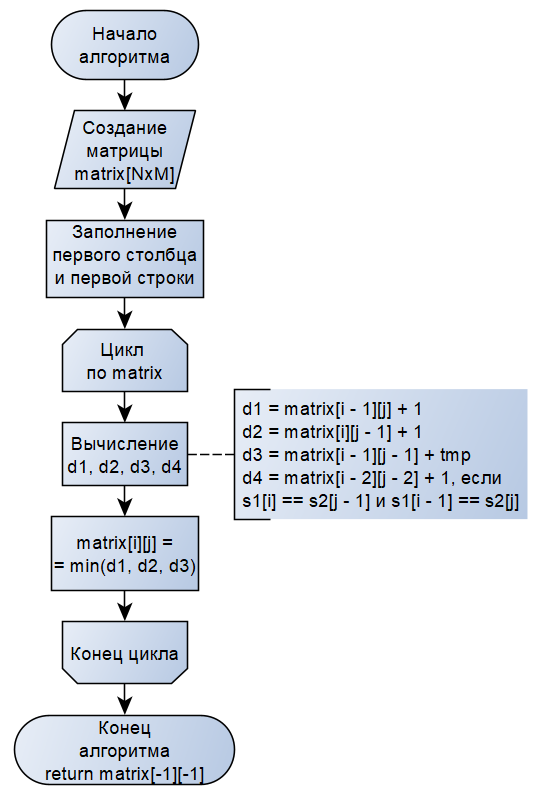 Начало
алгоритма
Создание
матрицы
matrix[NxM]
Заполнение
первого столбца
и первой строки
Цикл
по matrix
Вычисление
d1, d2, d3, d4
d1 = matrix[i - 1][j] + 1
d2 = matrix[i][j - 1] + 1
d3 = matrix[i - 1][j - 1] + tmp
d4 = matrix[i - 2][j - 2] + 1, если
s1[i] == s2[j - 1] и s1[i - 1] == s2[j]
matrix[i][j] =
= min(d1, d2, d3)
Конец цикла
Конец
алгоритма
return matrix[-1][-1]